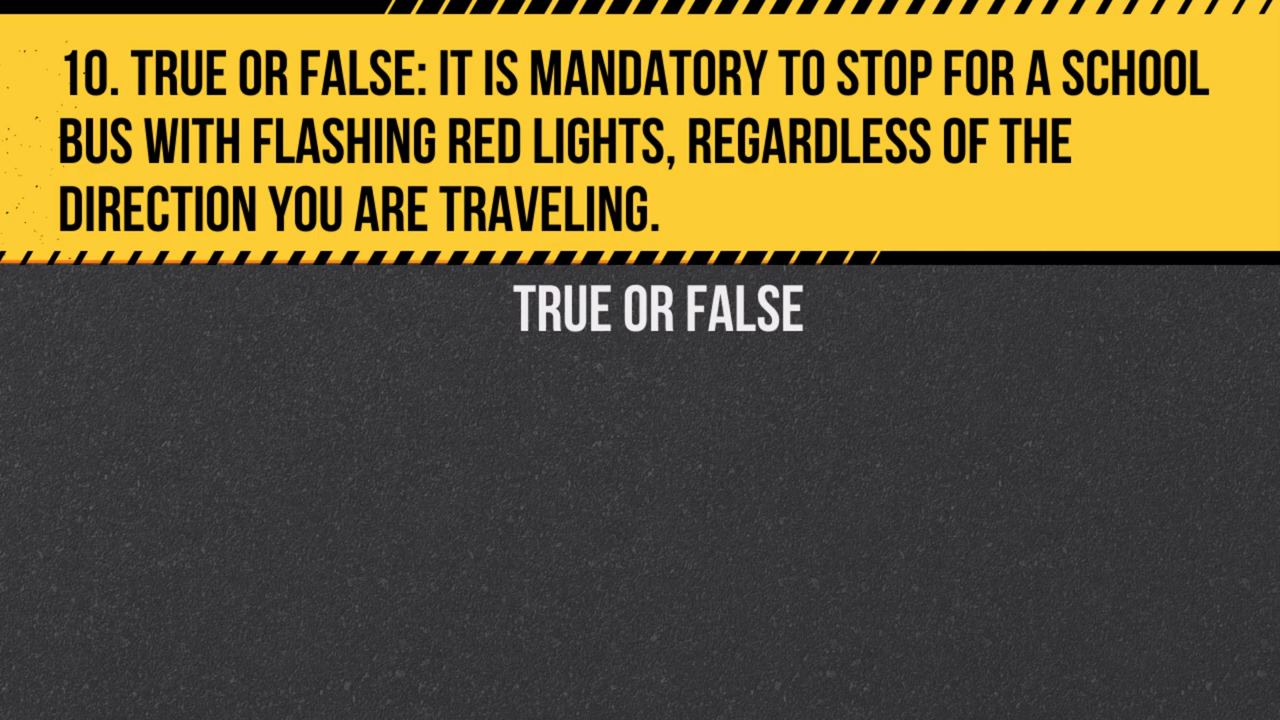 10. TRUE OR FALSE: IT IS MANDATORY TO STOP FOR A SCHOOL
BUS WITH FLASHING RED LIGHTS, REGARDLESS OF THE
DIRECTION YOU ARE TRAVELING.
TRUE OR FALSE